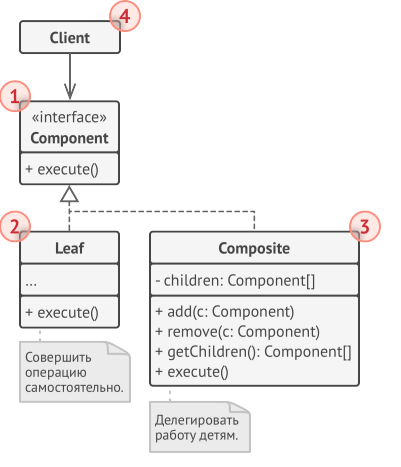 4
Client
1
«interface»
Component
+ execute()
2
Leaf
...
+ execute()
3
Composite
- children: Component[]
+ add(c: Component)
+ remove(c: Component)
+ getChildren(): Component[]
+ execute()
Совершить
операцию
самостоятельно.
Делегировать
работу детям.